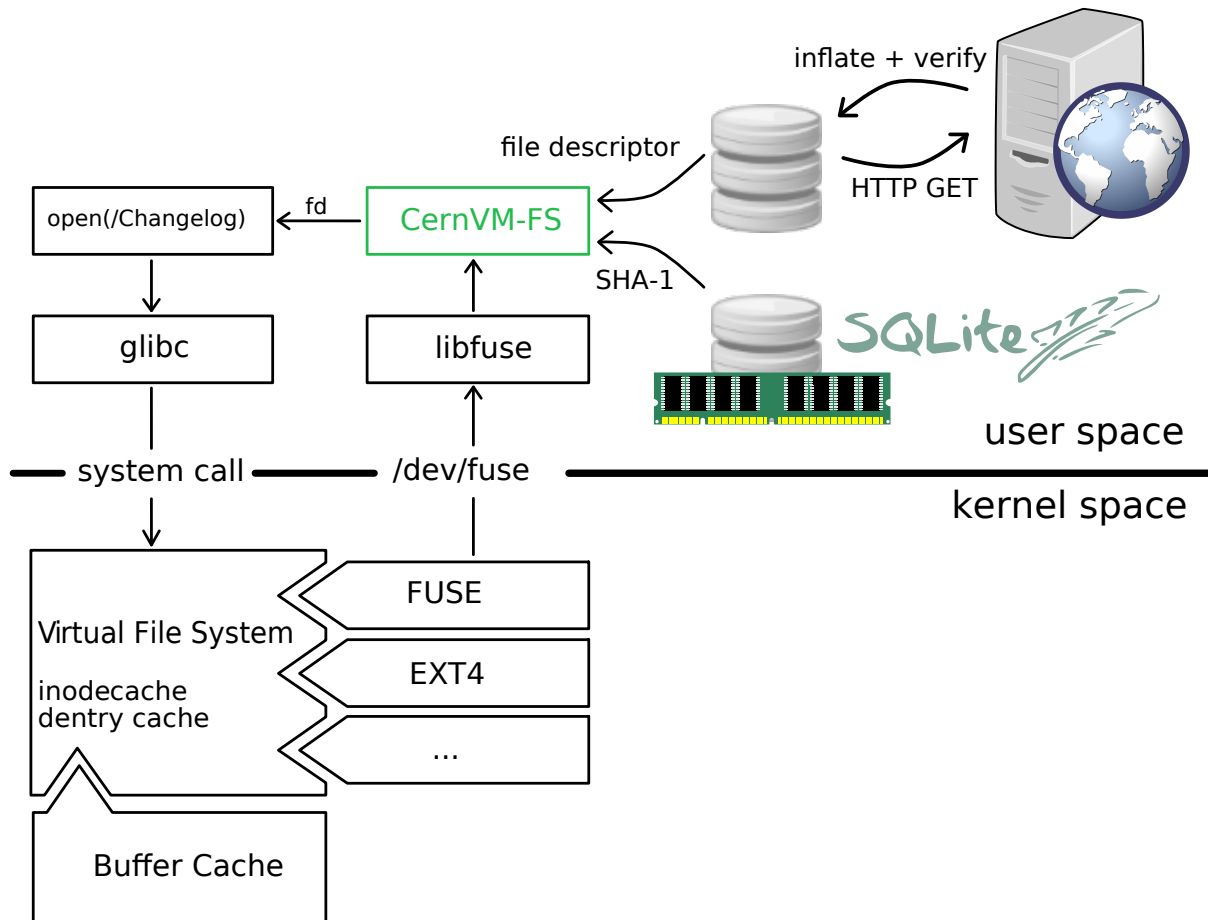 inflate + verify
file descriptor
HTTP GET
open(/Changelog)
fd
CernVM-FS
SHA-1
glibc
libfuse
SQLite
user space
system call
/dev/fuse
kernel space
FUSE
Virtual File System
EXT4
inodecache
dentry cache
...
Buffer Cache